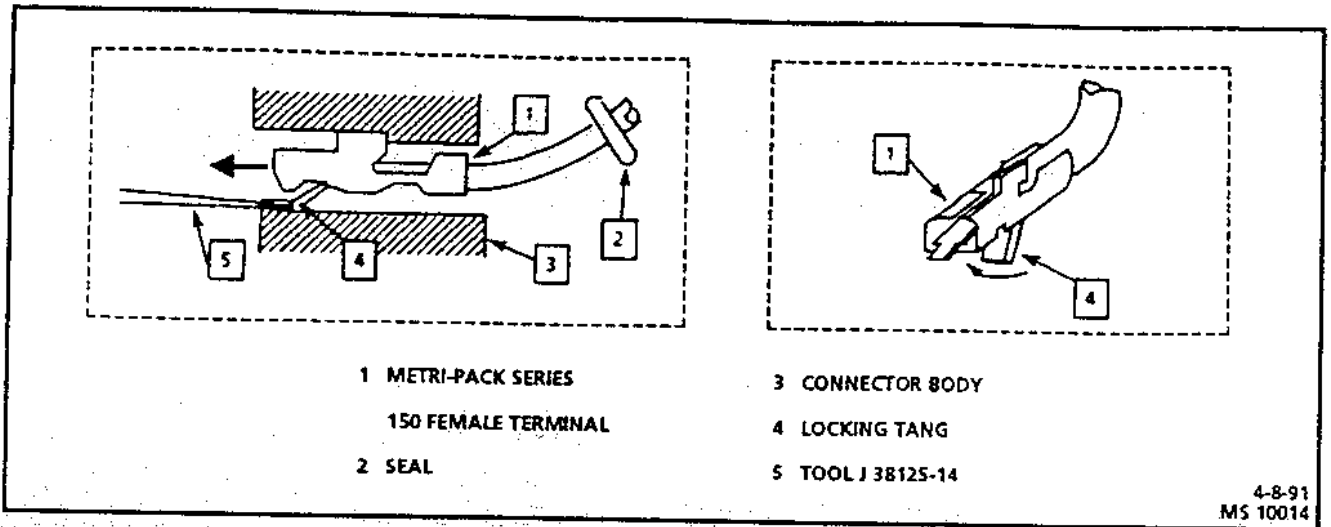 1
2
5
4
3
1
4
1 METRI-PACK SERIES
150 FEMALE TERMINAL
2 SEAL
3 CONNECTOR BODY
4 LOCKING TANG
5 TOOL J 38125-14
4-8-91
MS 10014